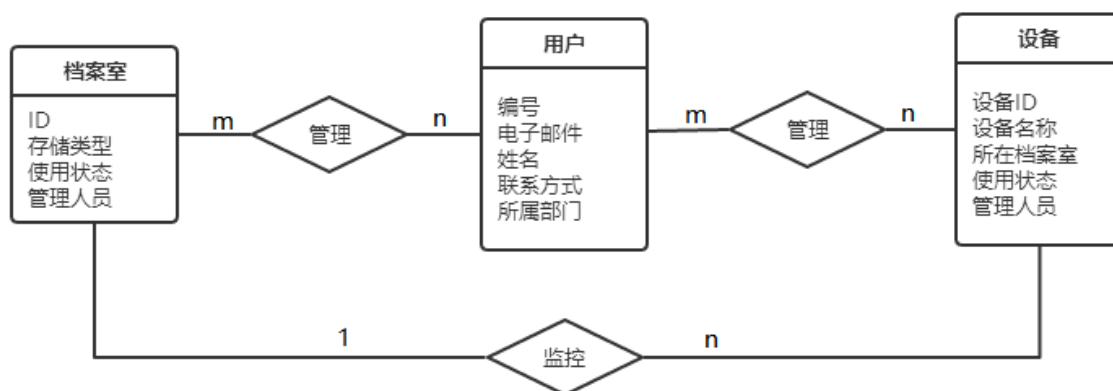 档案室
ID
存储类型
使用状态
管理人员
m
管理
n
用户
编号
电子邮件
姓名
联系方式
所属部门
m
管理
n
设备
设备ID
设备名称
所在档案室
使用状态
管理人员
1
监控
n